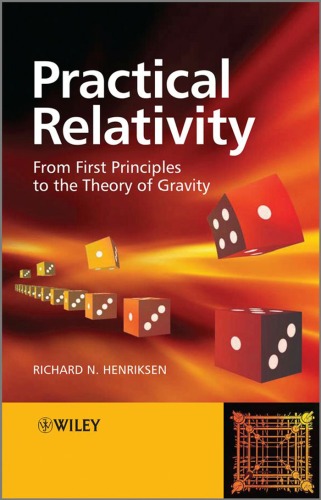 Practical
Relativity
From First Principles
to the Theory of Gravity
RICHARD N. HENRIKSEN
WILEY